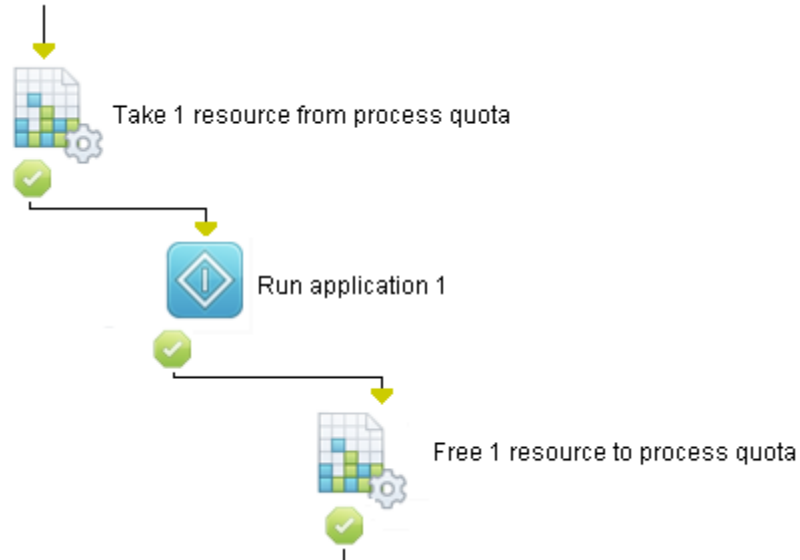 Take 1 resource from process quota
Run application 1
Free 1 resource to process quota